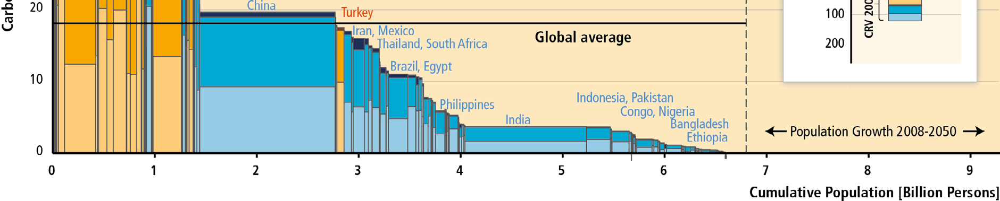 20
China
Turkey
Iran, Mexico
Global average
Thailand, South Africa
Brazil, Egypt
10
Philippines
India
Indonesia, Pakistan
Congo, Nigeria
Bangladesh
Ethiopia
Population Growth 2008-2050
0
0 1 2 3 4 5 6 7 8 9
Cumulative Population [Billion Persons]
100
200